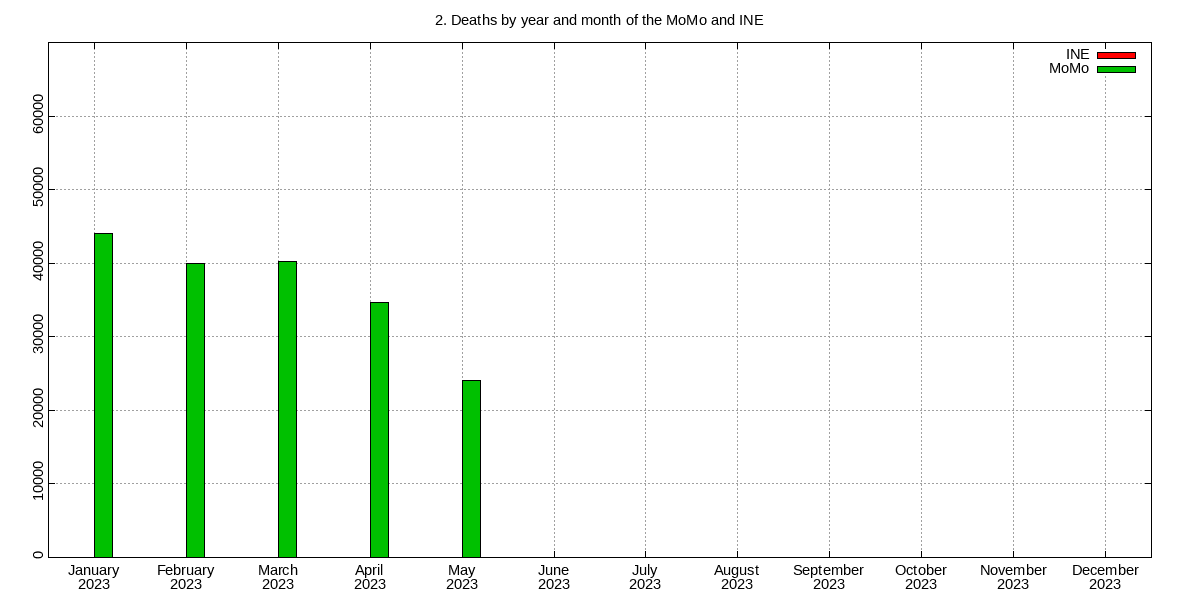 2. Deaths by year and month of the MoMo and INE
INE
MoMo
60000
50000
40000
30000
20000
10000
0
January February March April May June July August September October November December
2023 2023 2023 2023 2023 2023 2023 2023 2023 2023 2023 2023